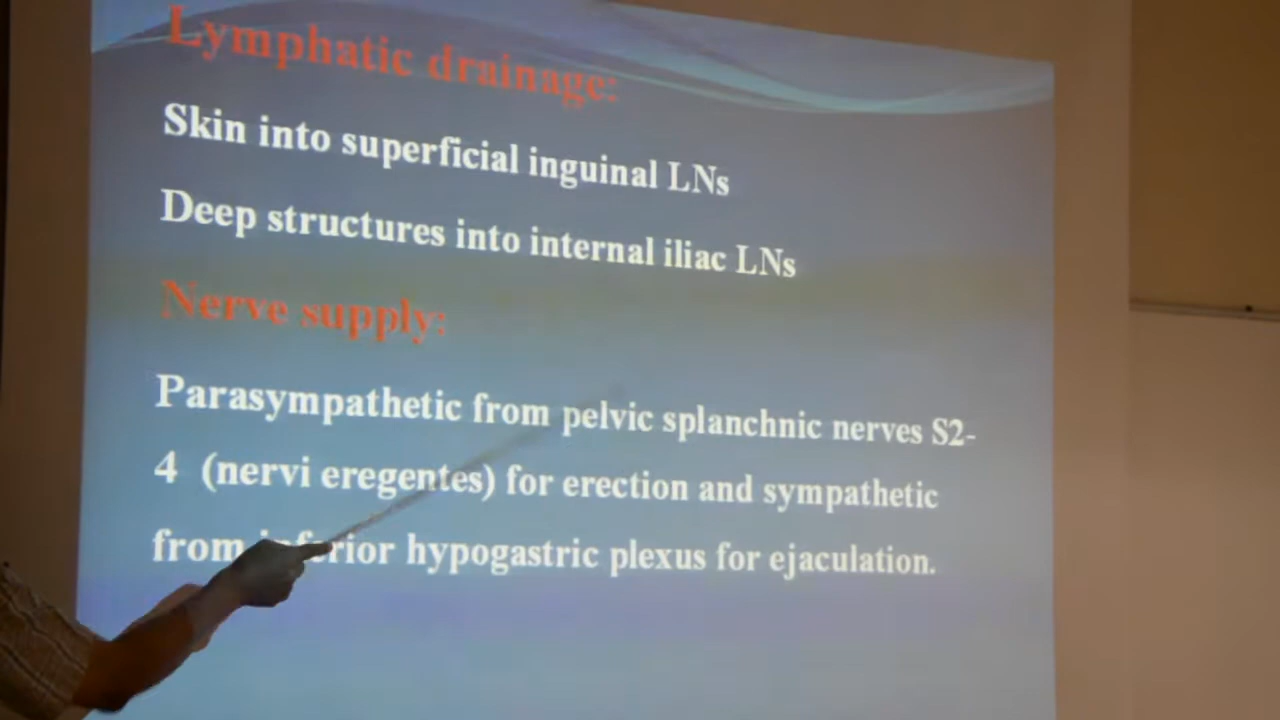 Lymphatic drainage:
Skin into superficial inguinal LNs
Deep structures into internal iliac LNs
Nerve supply:
Parasympathetic from pelvic splanchnic nerves S2-
4 (nervi eregentes) for erection and sympathetic
from inferior hypogastric plexus for ejaculation.